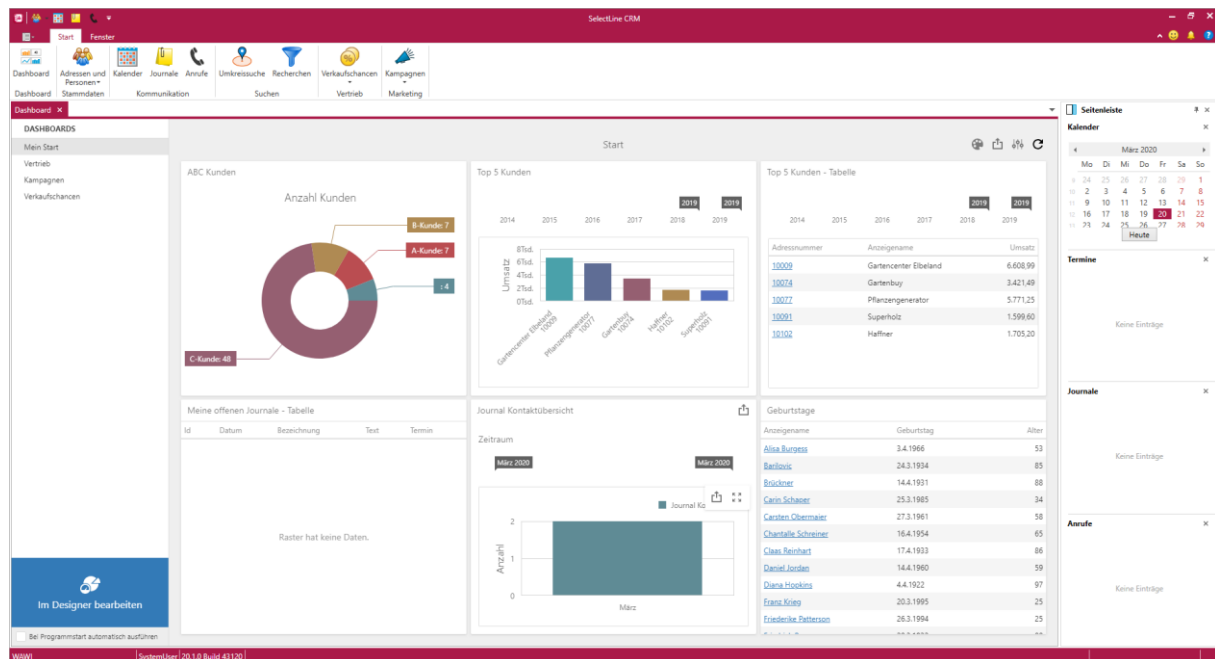 SelectLine CRM
Start Fenster
Dashboard
Adressen und Personen
Kalender Journale Anrufe
Umkreissuche Recherchen
Verkaufschancen
Kampagnen
Dashboard Stammdaten Kommunikation Suchen Vertrieb Marketing
Dashboard
DASHBOARDS
Mein Start
Vertrieb
Kampagnen
Verkaufschancen
Im Designer bearbeiten
Bei Programmstart automatisch ausführen
Start
ABC Kunden
Anzahl Kunden
B-Kunde: 7
A-Kunde: 7
: 4
C-Kunde: 48
Top 5 Kunden
2019 2019
2014 2015 2016 2017 2018 2019
Umsatz
8Tsd.
6Tsd.
4Tsd.
2Tsd.
0Tsd.
Gartencenter Elbeland 10009
Pflanzengenerator 10077
Gartenbuy 10074
Haffner 10102
Superholz 10091
Top 5 Kunden - Tabelle
2019 2019
2014 2015 2016 2017 2018 2019
Adressnummer Anzeigename Umsatz
10009 Gartencenter Elbeland 6.608,99
10074 Gartenbuy 3.421,49
10077 Pflanzengenerator 5.771,25
10091 Superholz 1.599,60
10102 Haffner 1.705,20
Meine offenen Journale - Tabelle
Id Datum Bezeichnung Text Termin
Raster hat keine Daten.
Journal Kontaktübersicht
Zeitraum
März 2020 März 2020
Journal Ko
Anzahl
2
1
0
März
Geburtstage
Anzeigename Geburtstag Alter
Alisa Burgess 3.4.1966 53
Barilovic 24.3.1934 85
Brückner 14.4.1931 88
Carin Schaper 25.3.1985 34
Carsten Obermaier 27.3.1961 58
Chantalle Schreiner 16.4.1954 65
Claas Reinhart 17.4.1933 86
Daniel Jordan 14.4.1960 59
Diana Hopkins 4.4.1922 97
Franz Krieg 20.3.1995 25
Friederike Patterson 26.3.1994 25
Seitenleiste
Kalender
März 2020
Mo Di Mi Do Fr Sa So
9 24 25 26 27 28 29 1
10 2 3 4 5 6 7 8
11 9 10 11 12 13 14 15
12 16 17 18 19 20 21 22
13 23 24 25 26 27 28 29
Heute
Termine
Keine Einträge
Journale
Keine Einträge
Anrufe
Keine Einträge
WAWI SystemUser 20.1.0 Build 43120